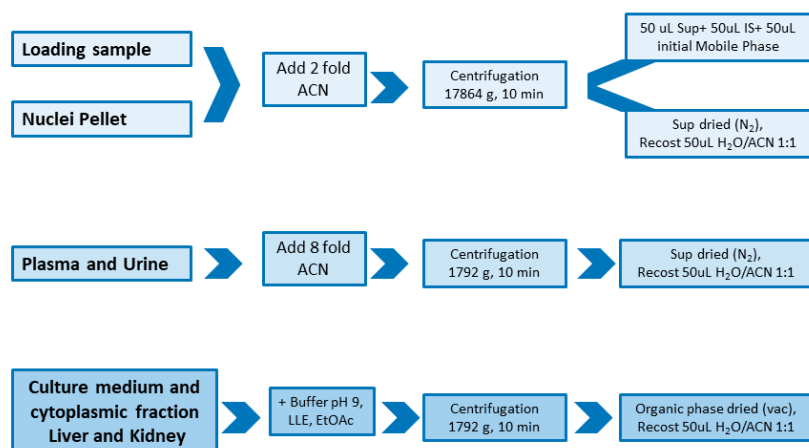 Loading sample
Nuclei Pellet
Add 2 fold
ACN
Centrifugation
17864 g, 10 min
50 uL Sup+ 50uL IS+ 50uL
initial Mobile Phase
Sup dried (N₂),
Recost 50uL H₂O/ACN 1:1
Plasma and Urine
Add 8 fold
ACN
Centrifugation
1792 g, 10 min
Sup dried (N₂),
Recost 50uL H₂O/ACN 1:1
Culture medium and
cytoplasmic fraction
Liver and Kidney
+ Buffer pH 9,
LLE, EtOAc
Centrifugation
1792 g, 10 min
Organic phase dried (vac),
Recost 50uL H₂O/ACN 1:1